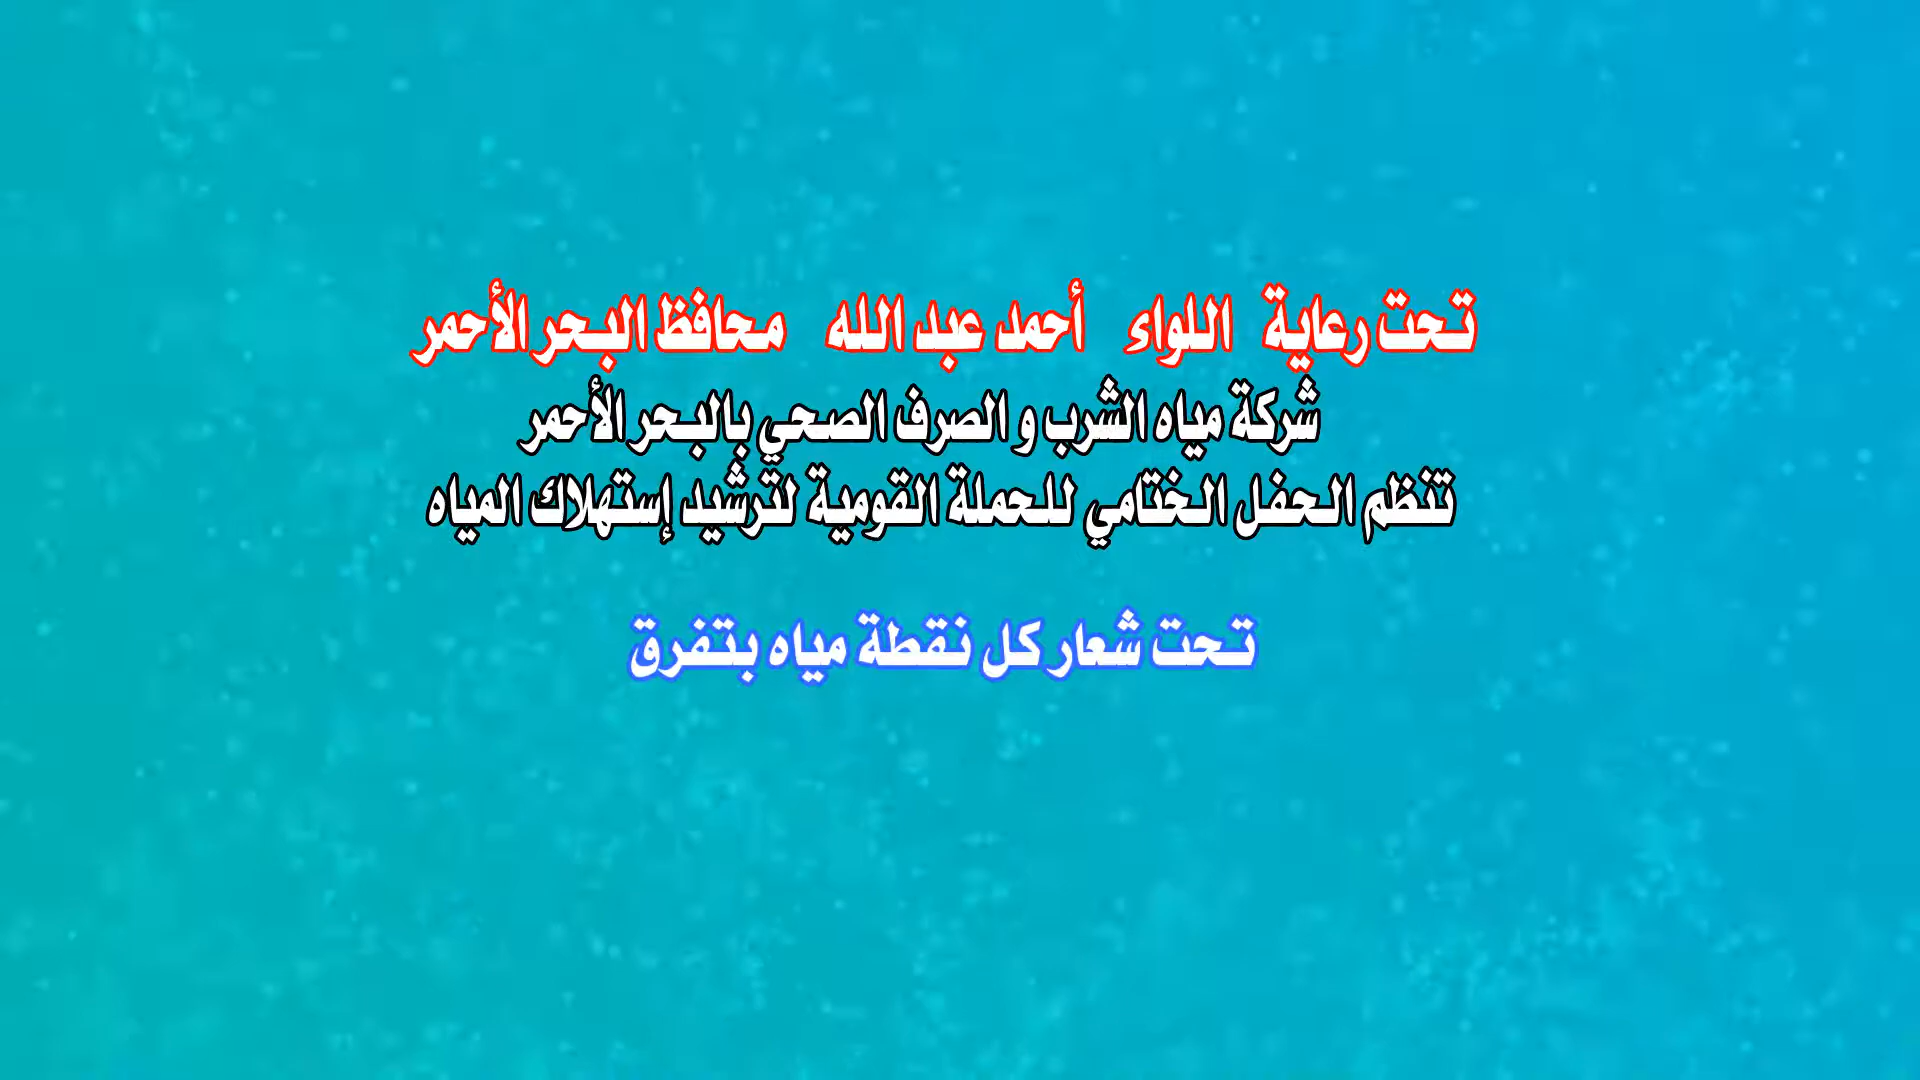 تحت رعاية اللواء أحمد عبد الله محافظ البحر الأحمر
شركة مياه الشرب و الصرف الصحي بالبحر الأحمر
تنظم الحفل الختامي للحملة القومية لترشيد إستهلاك المياه
تحت شعار كل نقطة مياه بتفرق